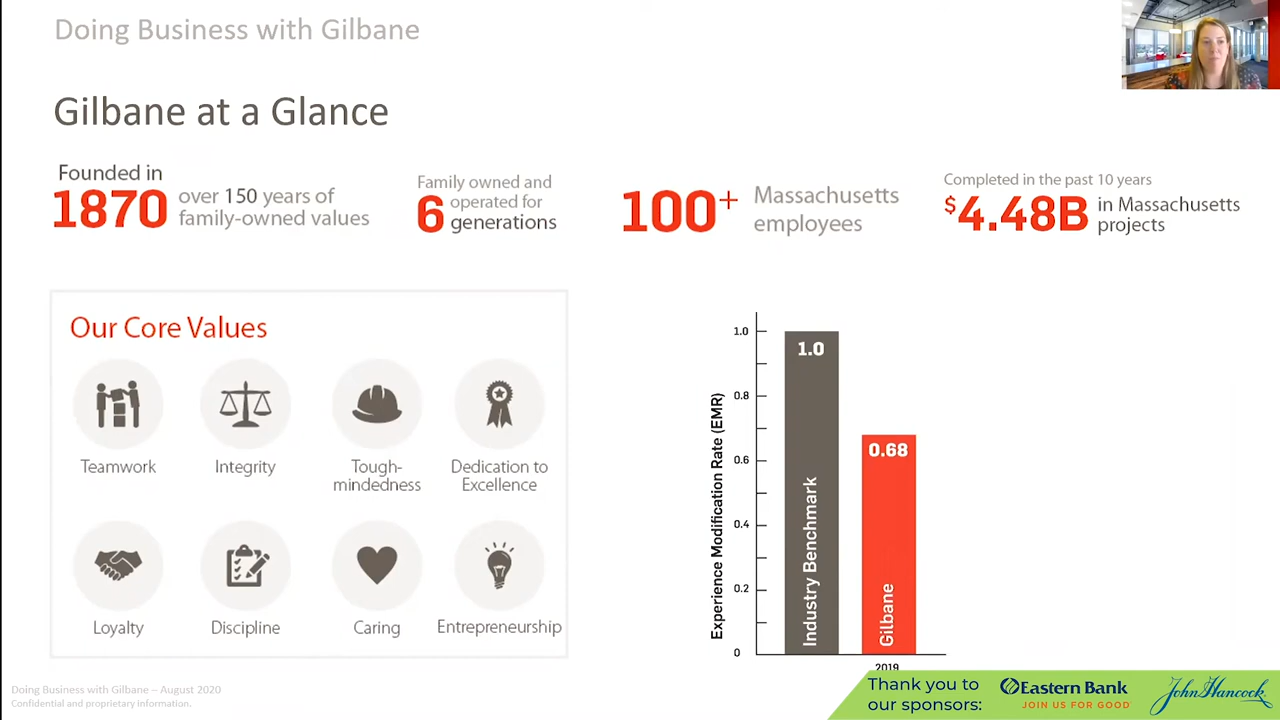 Doing Business with Gilbane
Gilbane at a Glance
Founded in
1870
over 150 years of
family-owned values
Family owned and
operated for
6
generations
100+
Massachusetts
employees
Completed in the past 10 years
$4.48B
in Massachusetts
projects
Our Core Values
Teamwork
Integrity
Tough-
mindedness
Dedication to
Excellence
Loyalty
Discipline
Caring
Entrepreneurship
Experience Modification Rate (EMR)
1.0
0.8
0.6
0.4
0.2
0
1.0
Industry Benchmark
0.68
Gilbane
2019
Doing Business with Gilbane – August 2020
Confidential and proprietary information.
Thank you to
our sponsors:
Eastern Bank
JOIN US FOR GOOD
John Hancock